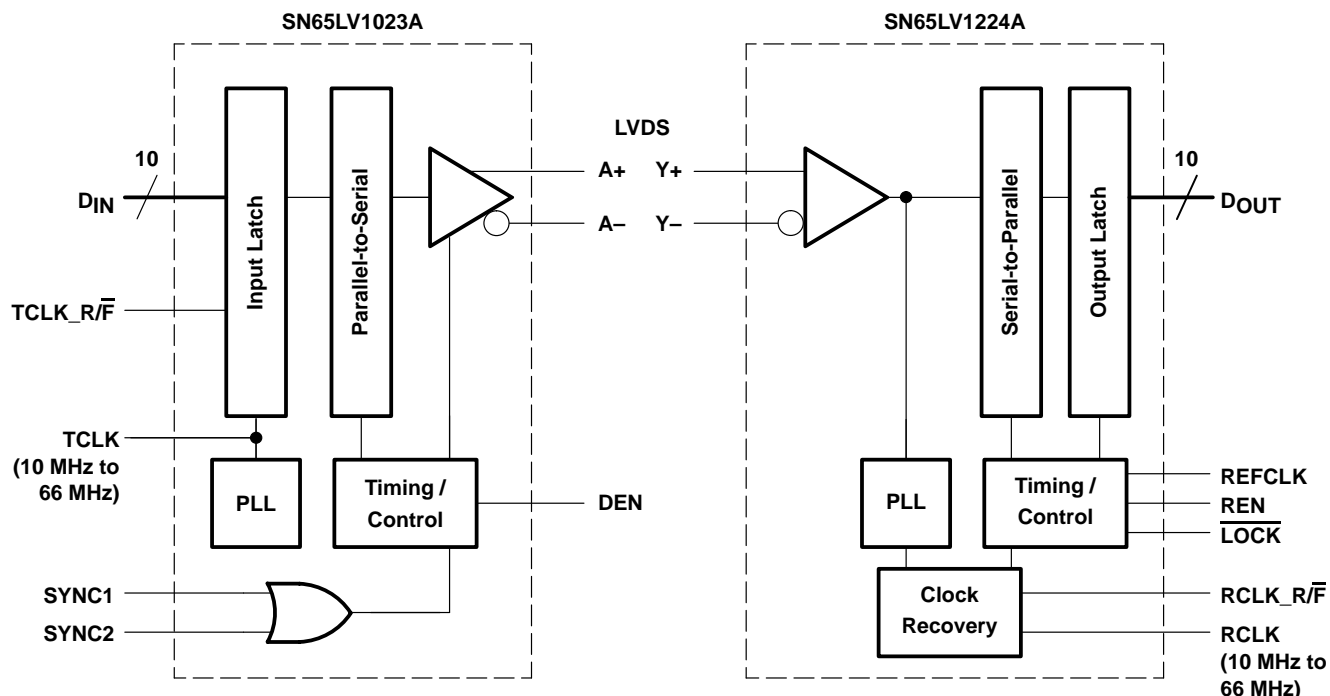 SN65LV1023A
SN65LV1224A
LVDS
10
DIN
Input Latch
Parallel-to-Serial
A+
Y+
A–
Y–
Serial-to-Parallel
Output Latch
10
DOUT
TCLK_R/F̅
TCLK
(10 MHz to
66 MHz)
PLL
Timing /
Control
DEN
SYNC1
SYNC2
PLL
Timing /
Control
REFCLK
REN
L̅O̅C̅K̅
Clock
Recovery
RCLK_R/F̅
RCLK
(10 MHz to
66 MHz)